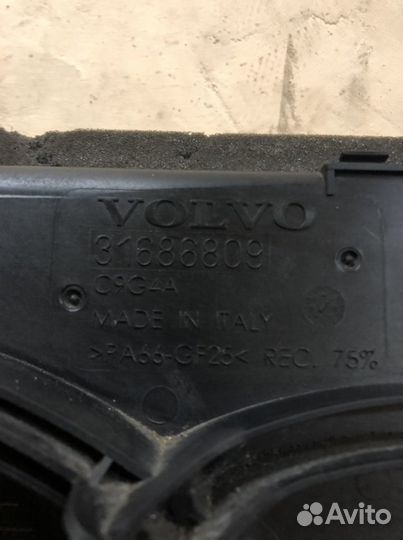 VOLVO
31686809
C9G4A
MADE IN ITALY
>PA66-GF25< REC. 75%
Avito